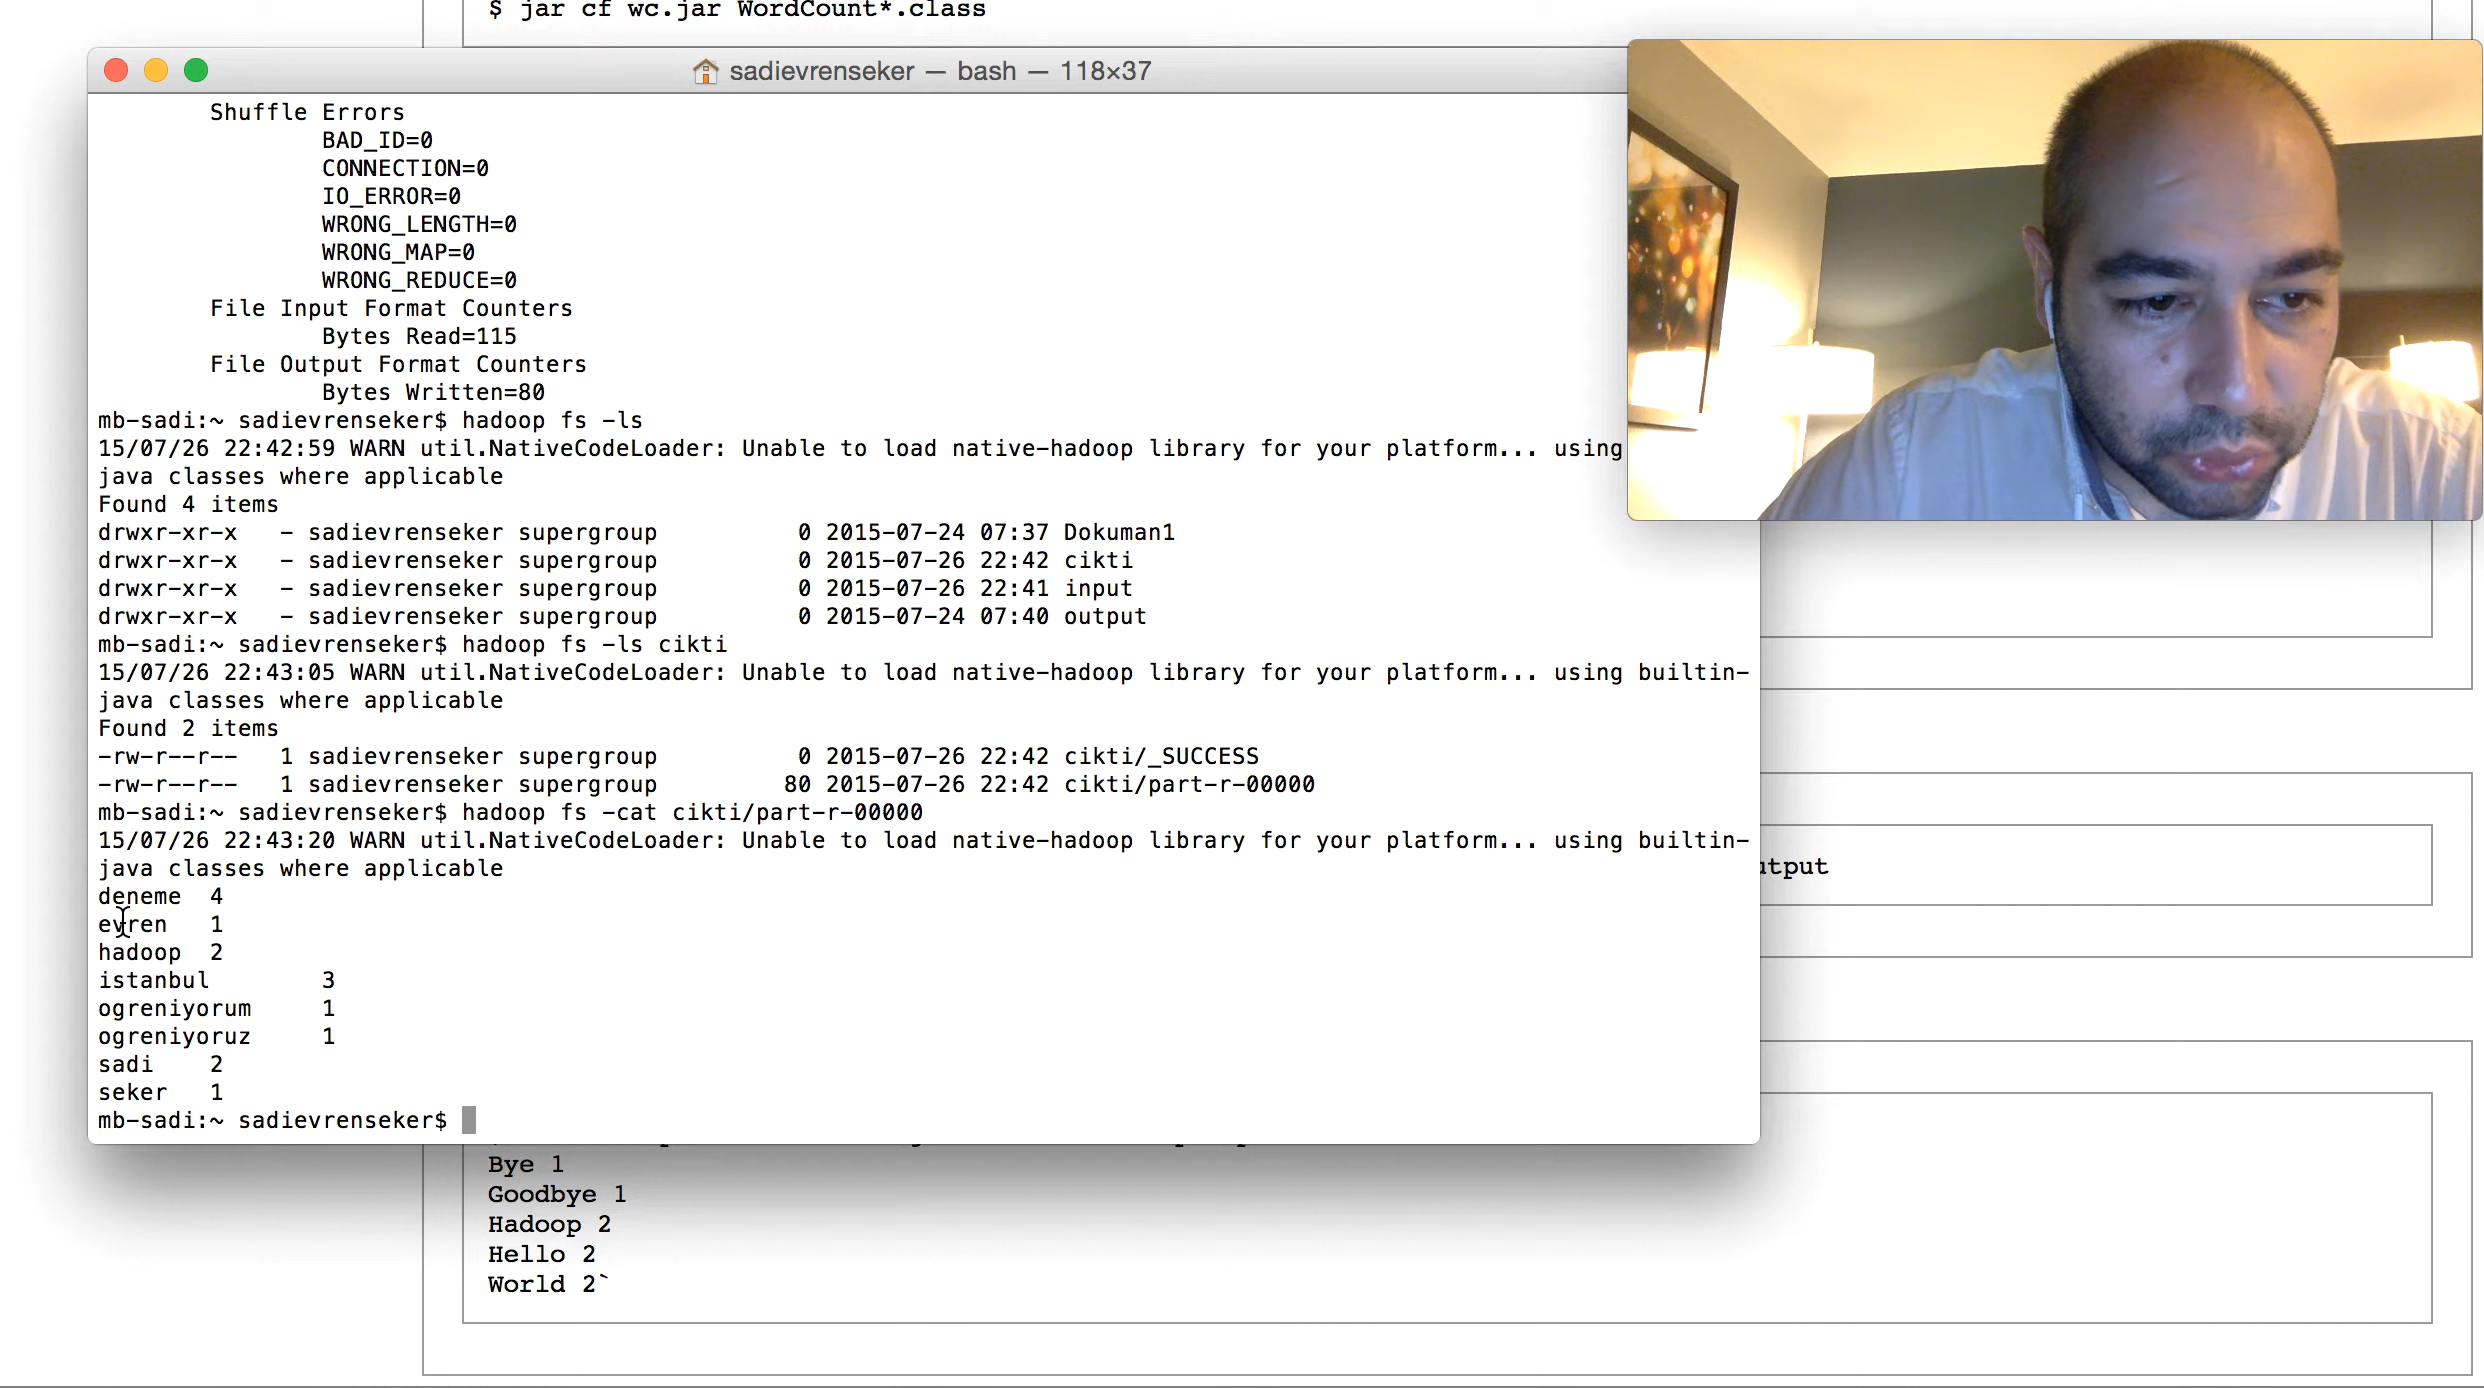 $ jar cf wc.jar WordCount*.class
sadievrenseker — bash — 118×37
Shuffle Errors
BAD_ID=0
CONNECTION=0
IO_ERROR=0
WRONG_LENGTH=0
WRONG_MAP=0
WRONG_REDUCE=0
File Input Format Counters
Bytes Read=115
File Output Format Counters
Bytes Written=80
mb-sadi:~ sadievrenseker$ hadoop fs -ls
15/07/26 22:42:59 WARN util.NativeCodeLoader: Unable to load native-hadoop library for your platform... using
java classes where applicable
Found 4 items
drwxr-xr-x   - sadievrenseker supergroup          0 2015-07-24 07:37 Dokuman1
drwxr-xr-x   - sadievrenseker supergroup          0 2015-07-26 22:42 cikti
drwxr-xr-x   - sadievrenseker supergroup          0 2015-07-26 22:41 input
drwxr-xr-x   - sadievrenseker supergroup          0 2015-07-24 07:40 output
mb-sadi:~ sadievrenseker$ hadoop fs -ls cikti
15/07/26 22:43:05 WARN util.NativeCodeLoader: Unable to load native-hadoop library for your platform... using builtin-
java classes where applicable
Found 2 items
-rw-r--r--   1 sadievrenseker supergroup          0 2015-07-26 22:42 cikti/_SUCCESS
-rw-r--r--   1 sadievrenseker supergroup         80 2015-07-26 22:42 cikti/part-r-00000
mb-sadi:~ sadievrenseker$ hadoop fs -cat cikti/part-r-00000
15/07/26 22:43:20 WARN util.NativeCodeLoader: Unable to load native-hadoop library for your platform... using builtin-
java classes where applicable
deneme	4
evren	1
hadoop	2
istanbul	3
ogreniyorum	1
ogreniyoruz	1
sadi	2
seker	1
mb-sadi:~ sadievrenseker$
Bye 1
Goodbye 1
Hadoop 2
Hello 2
World 2`